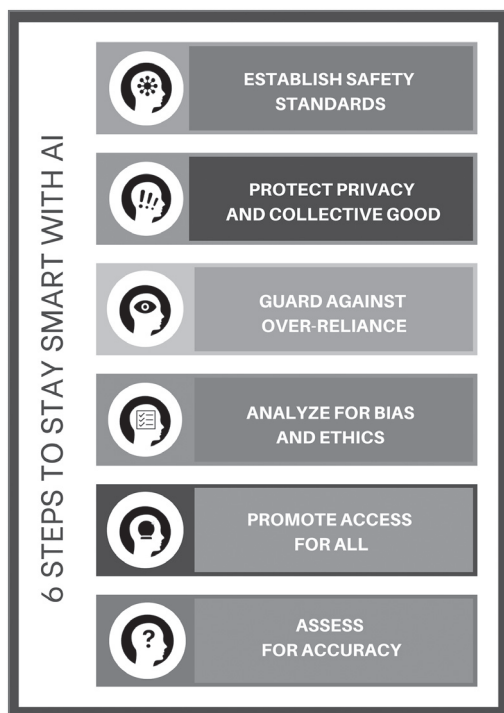 6 STEPS TO STAY SMART WITH AI
ESTABLISH SAFETY
STANDARDS
PROTECT PRIVACY
AND COLLECTIVE GOOD
GUARD AGAINST
OVER-RELIANCE
ANALYZE FOR BIAS
AND ETHICS
PROMOTE ACCESS
FOR ALL
ASSESS
FOR ACCURACY